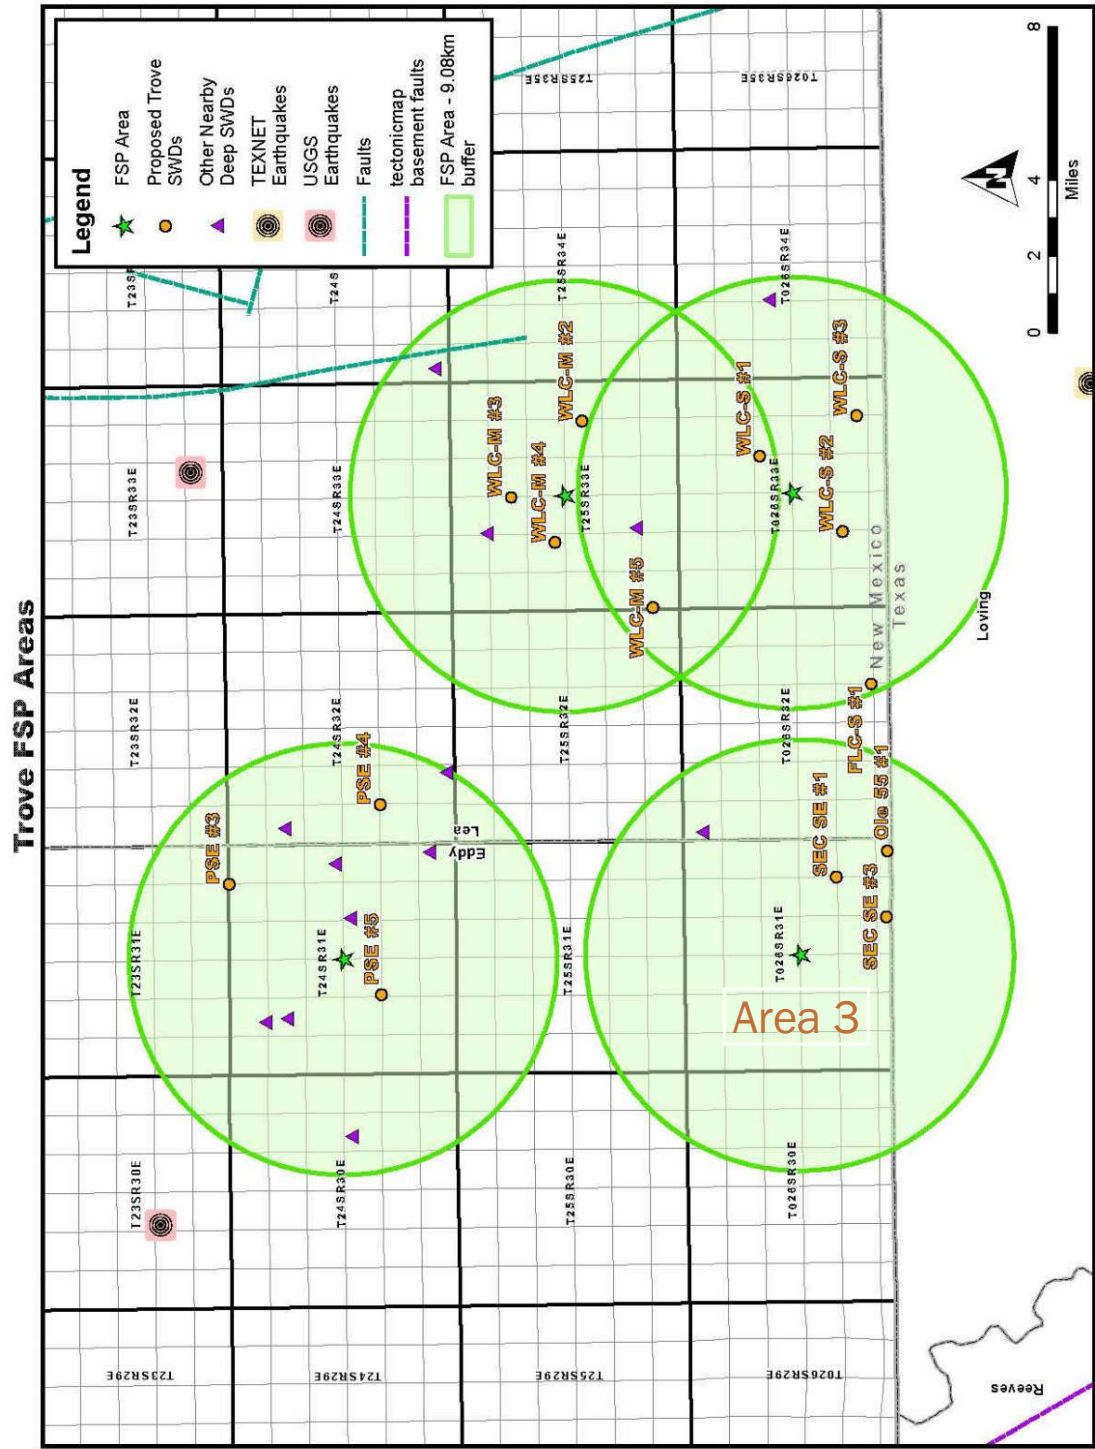 Trove FSP Areas
Legend
FSP Area
Proposed Trove
SWDs
Other Nearby
Deep SWDs
TEXNET
Earthquakes
USGS
Earthquakes
Faults
tectonicmap
basement faults
FSP Area - 9.08km
buffer
T23SR29E
T23SR30E
T23SR31E
T23SR32E
T23SR33E
T24SR29E
T24SR30E
T24SR31E
T24SR32E
T24SR33E
T25SR29E
T25SR30E
T25SR31E
T25SR32E
T25SR33E
T25SR34E
T25SR35E
T026SR29E
T026SR30E
T026SR31E
T026SR32E
T026SR33E
T026SR34E
T026SR35E
PSE #3
PSE #4
PSE #5
Eddy
Lea
WLC-M #3
WLC-M #4
WLC-M #2
WLC-M #5
WLC-S #1
WLC-S #2
WLC-S #3
SEC SE #1
SEC SE #3
Ole 55 #1
FLC-S #1
Area 3
New Mexico
Texas
Loving
Reeves
N
0 2 4 8
Miles